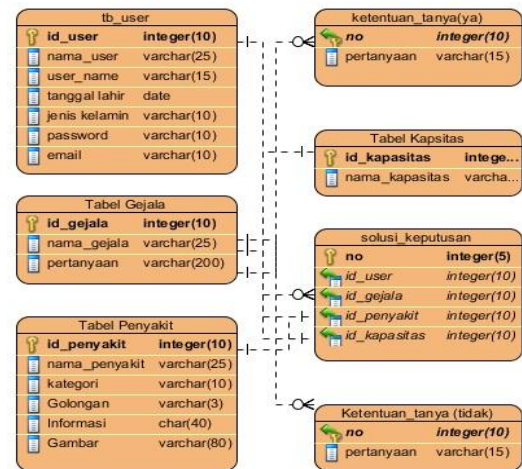 tb_user
id_user integer(10)
nama_user varchar(25)
user_name varchar(15)
tanggal lahir date
jenis kelamin varchar(10)
password varchar(10)
email varchar(10)
Tabel Gejala
id_gejala integer(10)
nama_gejala varchar(25)
pertanyaan varchar(200)
Tabel Penyakit
id_penyakit integer(10)
nama_penyakit varchar(25)
kategori varchar(10)
Golongan varchar(3)
Informasi char(40)
Gambar varchar(80)
ketentuan_tanya(ya)
no integer(10)
pertanyaan varchar(15)
Tabel Kapsitas
id_kapasitas intege...
nama_kapasitas varcha...
solusi_keputusan
no integer(5)
id_user integer(10)
id_gejala integer(10)
id_penyakit integer(10)
id_kapasitas integer(10)
Ketentuan_tanya (tidak)
no integer(10)
pertanyaan varchar(15)